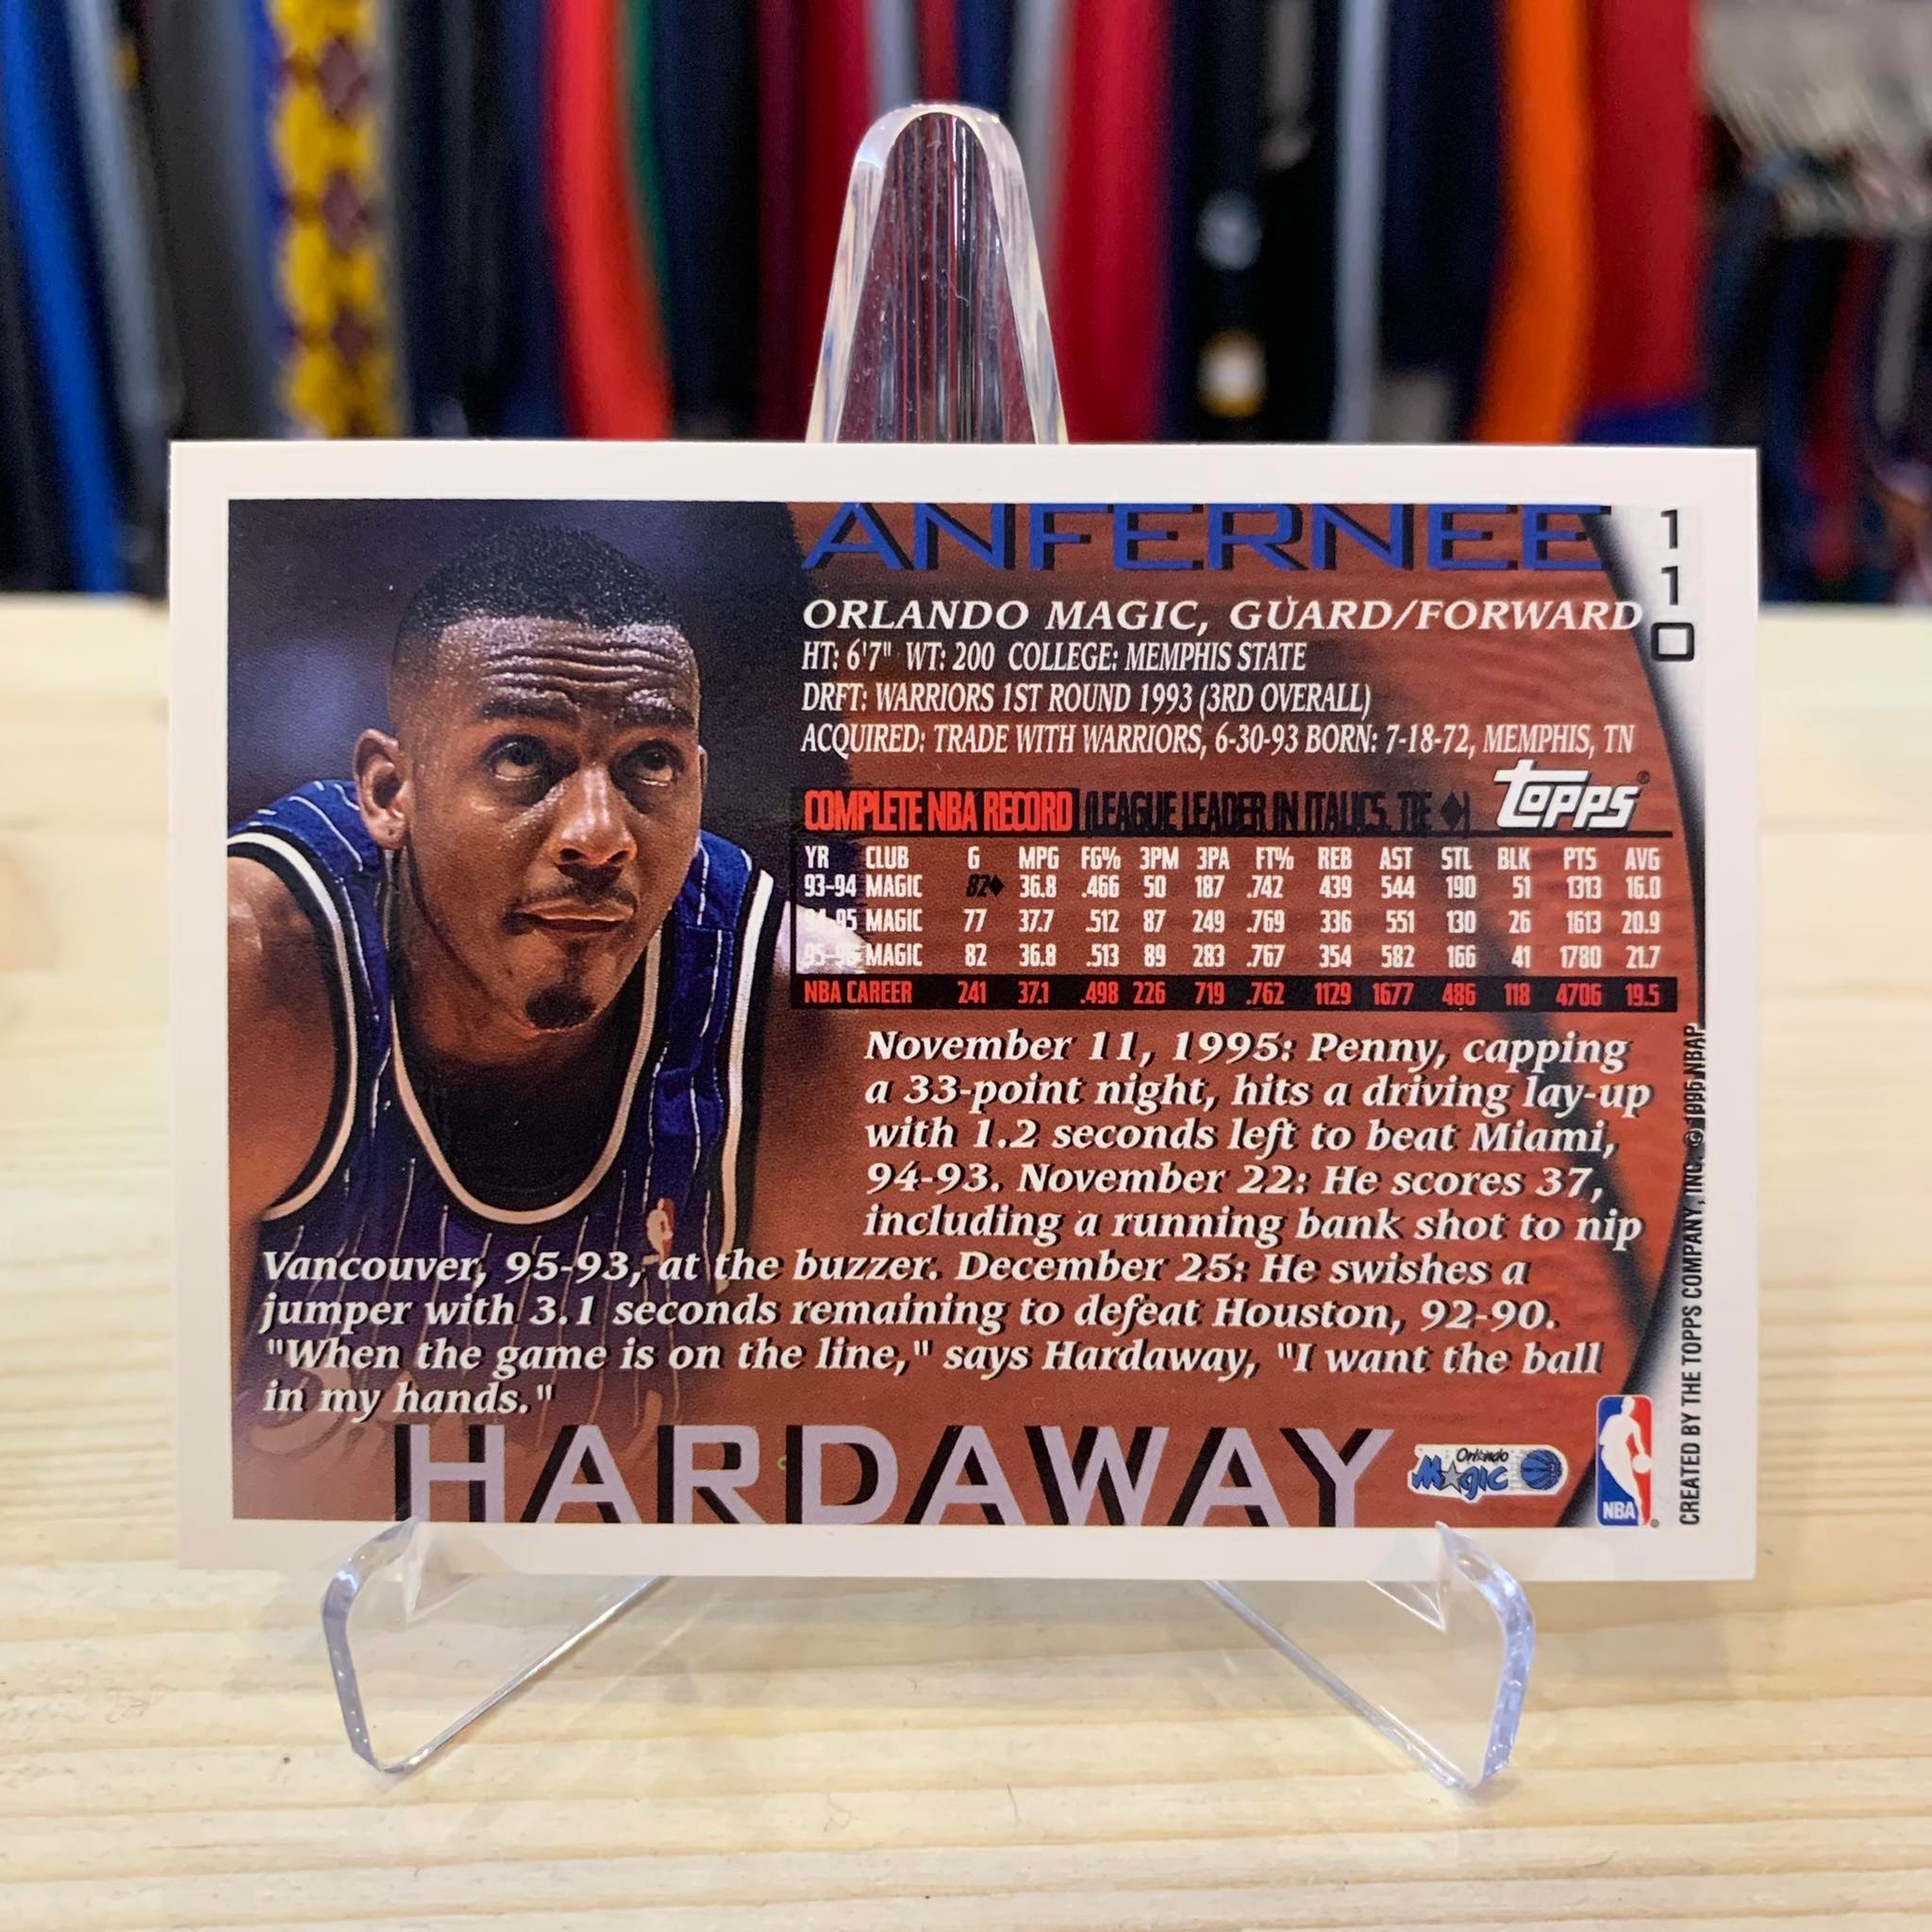 ANFERNEE
110
ORLANDO MAGIC, GUARD/FORWARD
HT: 6'7" WT: 200 COLLEGE: MEMPHIS STATE
DRFT: WARRIORS 1ST ROUND 1993 (3RD OVERALL)
ACQUIRED: TRADE WITH WARRIORS, 6-30-93 BORN: 7-18-72, MEMPHIS, TN
Topps®
COMPLETE NBA RECORD (LEAGUE LEADER IN ITALICS, TIE ♦)
YR CLUB G MPG FG% 3PM 3PA FT% REB AST STL BLK PTS AVG
93-94 MAGIC 82♦ 36.8 .466 50 187 .742 439 544 190 51 1313 16.0
94-95 MAGIC 77 37.7 .512 87 249 .769 336 551 130 26 1613 20.9
95-96 MAGIC 82 36.8 .513 89 283 .767 354 582 166 41 1780 21.7
NBA CAREER 241 37.1 .498 226 719 .762 1129 1677 486 118 4706 19.5
November 11, 1995: Penny, capping
a 33-point night, hits a driving lay-up
with 1.2 seconds left to beat Miami,
94-93. November 22: He scores 37,
including a running bank shot to nip
Vancouver, 95-93, at the buzzer. December 25: He swishes a
jumper with 3.1 seconds remaining to defeat Houston, 92-90.
"When the game is on the line," says Hardaway, "I want the ball
in my hands."
HARDAWAY
Orlando
Magic
NBA
CREATED BY THE TOPPS COMPANY, INC. © 1996 NBAP